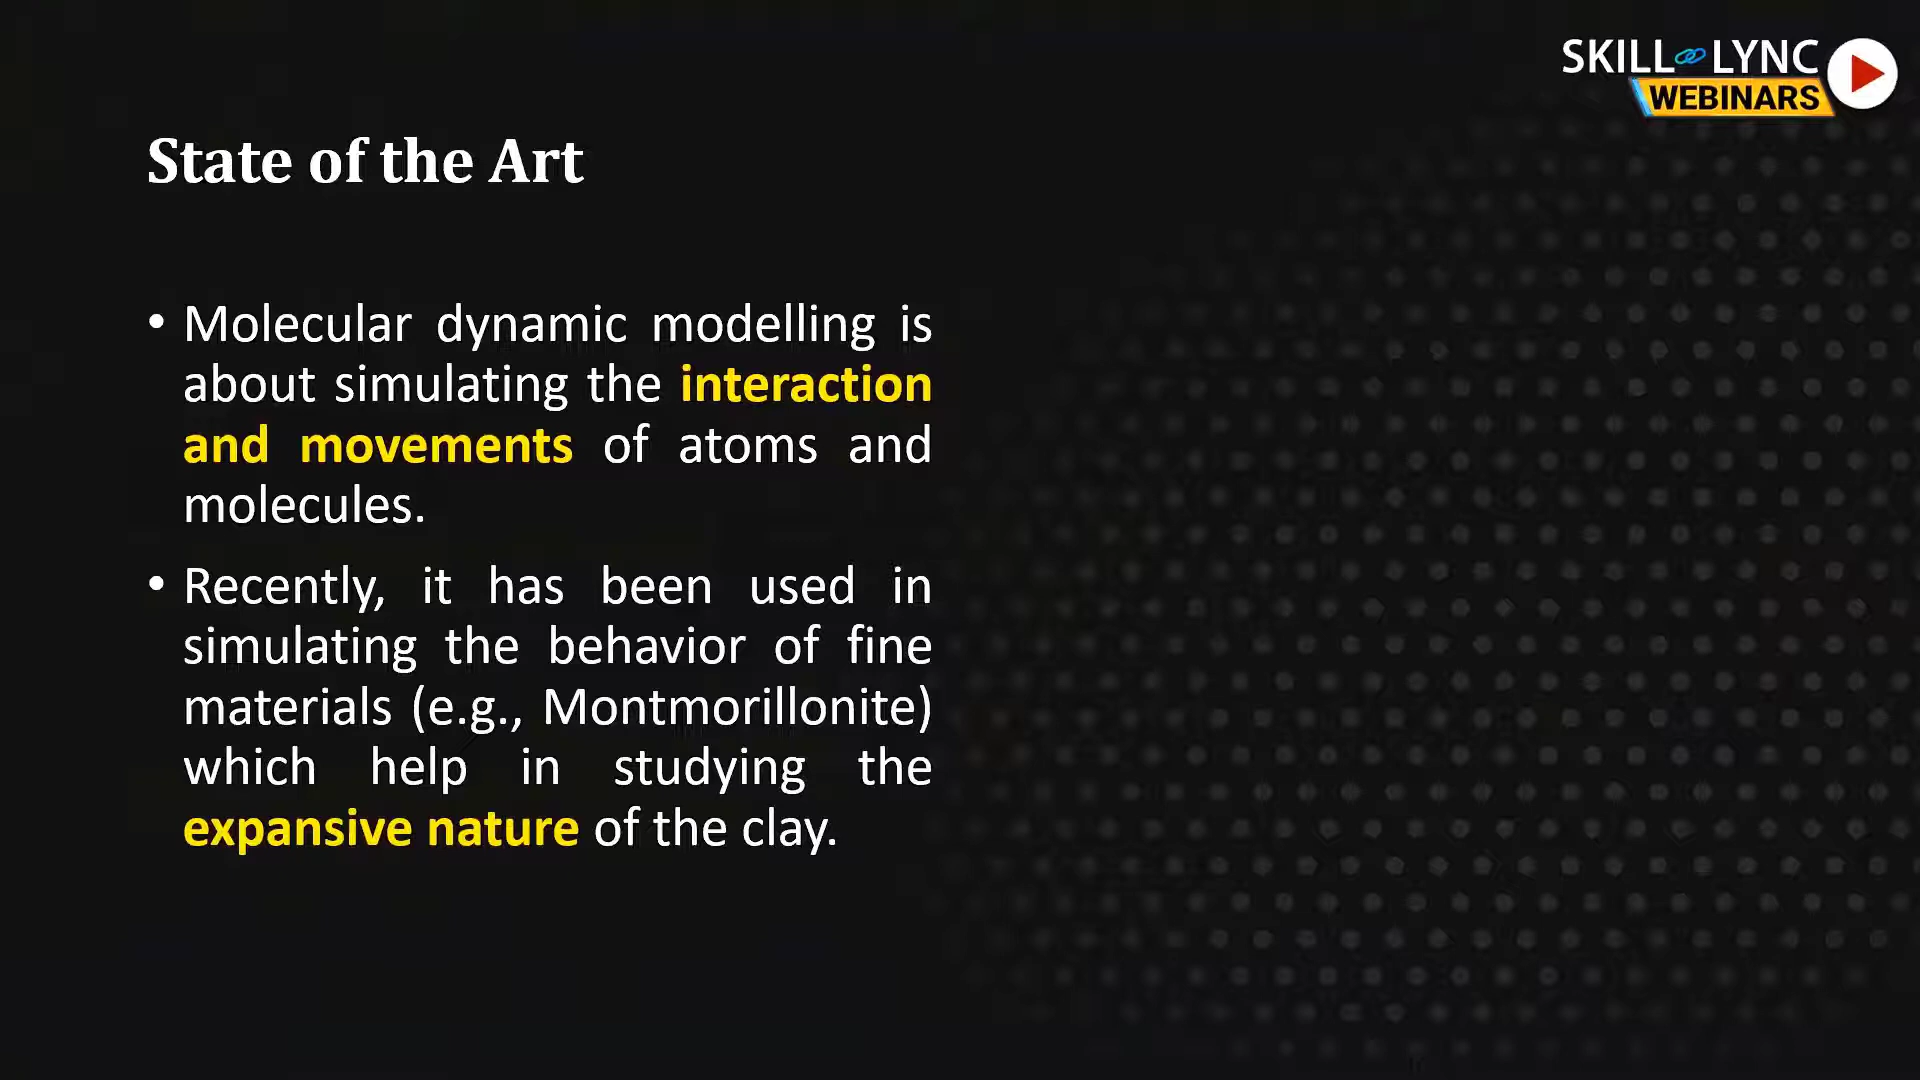 SKILL LYNC
WEBINARS
State of the Art
• Molecular dynamic modelling is
about simulating the interaction
and movements of atoms and
molecules.
• Recently, it has been used in
simulating the behavior of fine
materials (e.g., Montmorillonite)
which help in studying the
expansive nature of the clay.